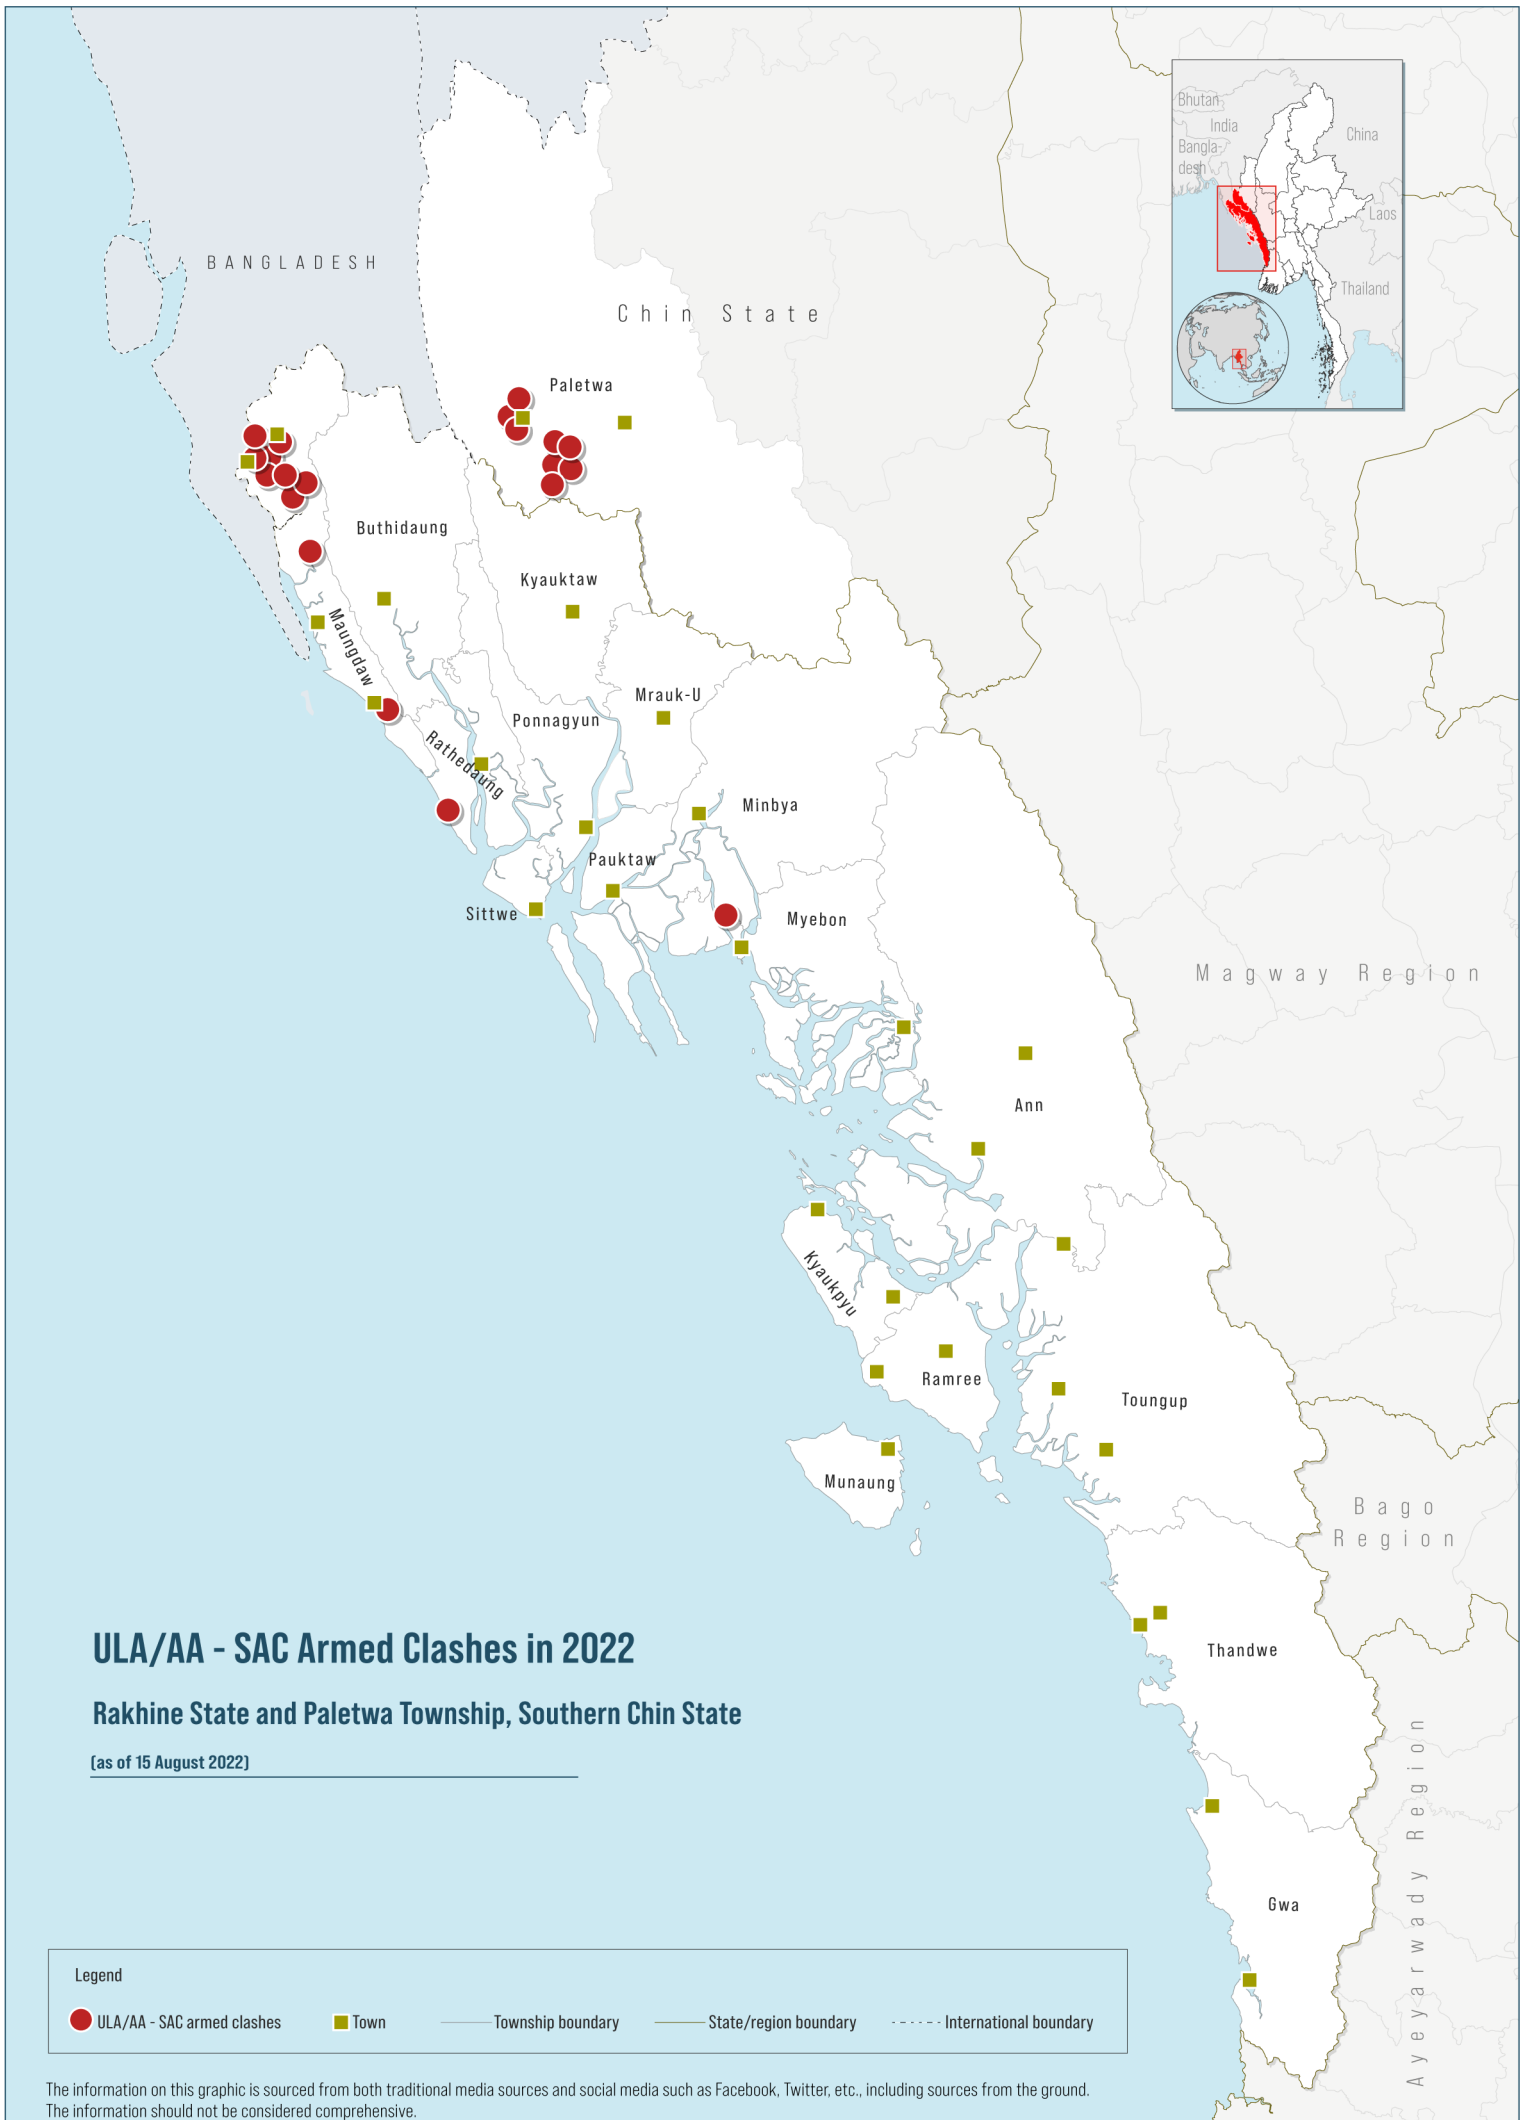 Bhutan
India
China
Bangla-
desh
Laos
Thailand
BANGLADESH
Chin State
Paletwa
Buthidaung
Kyauktaw
Maungdaw
Mrauk-U
Ponnagyun
Rathedaung
Minbya
Pauktaw
Sittwe
Myebon
Magway Region
Ann
Kyaukpyu
Ramree
Toungup
Munaung
Bago
Region
ULA/AA - SAC Armed Clashes in 2022
Thandwe
Rakhine State and Paletwa Township, Southern Chin State
(as of 15 August 2022)
Ayeyarwady Region
Gwa
Legend
ULA/AA - SAC armed clashes
Town
Township boundary
State/region boundary
International boundary
The information on this graphic is sourced from both traditional media sources and social media such as Facebook, Twitter, etc., including sources from the ground.
The information should not be considered comprehensive.